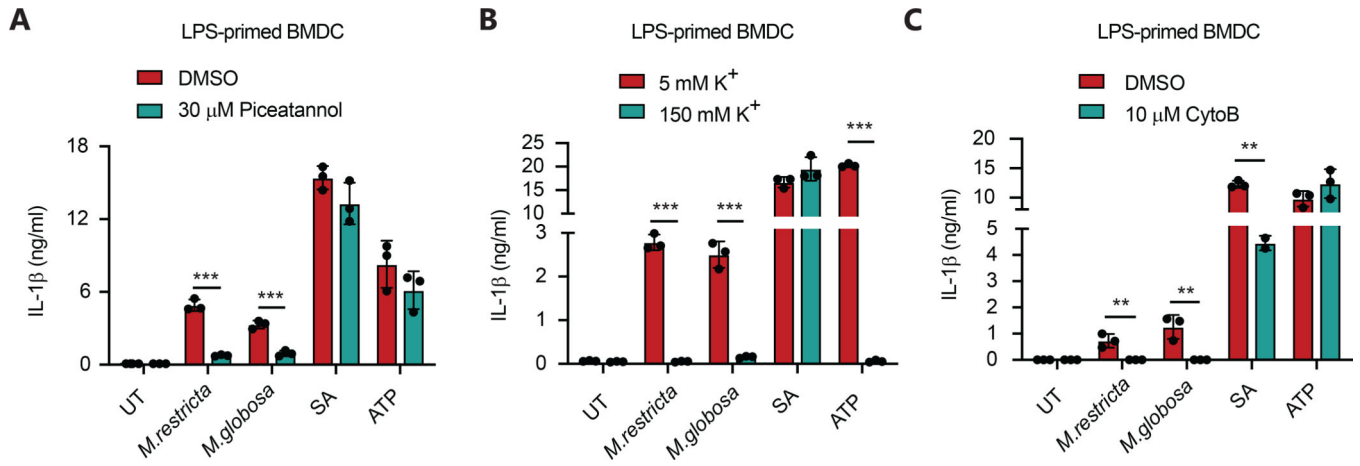 A
LPS-primed BMDC
DMSO
30 μM Piceatannol
IL-1β (ng/ml)
18
12
6
0
***
***
UT
M.restricta
M.globosa
SA
ATP
B
LPS-primed BMDC
5 mM K⁺
150 mM K⁺
IL-1β (ng/ml)
25
20
15
10
3
2
1
0
***
***
***
UT
M.restricta
M.globosa
SA
ATP
C
LPS-primed BMDC
DMSO
10 μM CytoB
IL-1β (ng/ml)
20
15
10
5
4
3
2
1
0
**
**
**
UT
M.restricta
M.globosa
SA
ATP